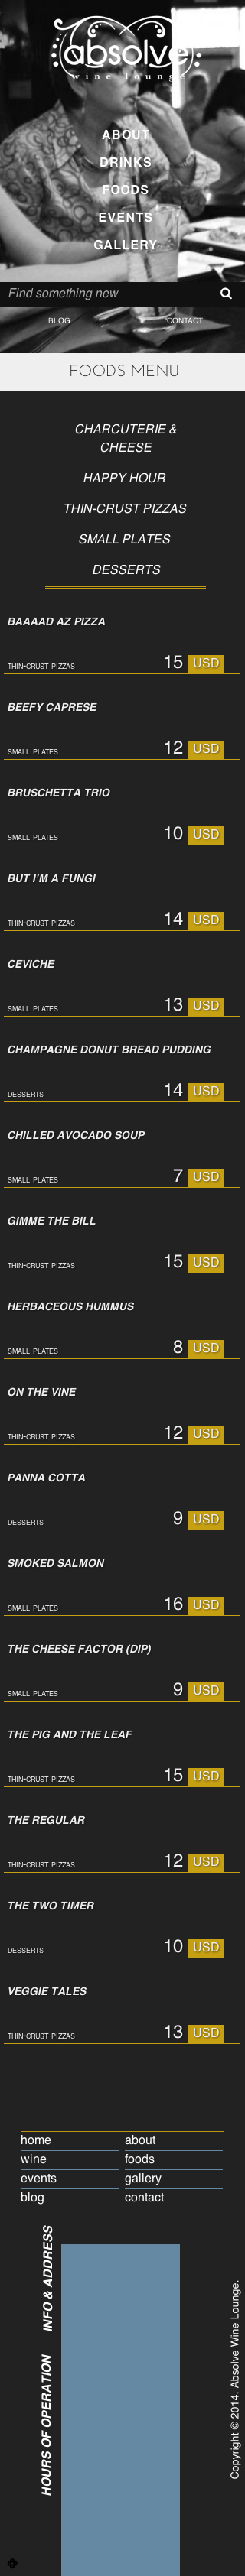 absolve
wine lounge
ABOUT
DRINKS
FOODS
EVENTS
GALLERY
Find something new
BLOG
CONTACT
FOODS MENU
CHARCUTERIE &
CHEESE
HAPPY HOUR
THIN-CRUST PIZZAS
SMALL PLATES
DESSERTS
BAAAAD AZ PIZZA
THIN-CRUST PIZZAS 15 USD
BEEFY CAPRESE
SMALL PLATES 12 USD
BRUSCHETTA TRIO
SMALL PLATES 10 USD
BUT I'M A FUNGI
THIN-CRUST PIZZAS 14 USD
CEVICHE
SMALL PLATES 13 USD
CHAMPAGNE DONUT BREAD PUDDING
DESSERTS 14 USD
CHILLED AVOCADO SOUP
SMALL PLATES 7 USD
GIMME THE BILL
THIN-CRUST PIZZAS 15 USD
HERBACEOUS HUMMUS
SMALL PLATES 8 USD
ON THE VINE
THIN-CRUST PIZZAS 12 USD
PANNA COTTA
DESSERTS 9 USD
SMOKED SALMON
SMALL PLATES 16 USD
THE CHEESE FACTOR (DIP)
SMALL PLATES 9 USD
THE PIG AND THE LEAF
THIN-CRUST PIZZAS 15 USD
THE REGULAR
THIN-CRUST PIZZAS 12 USD
THE TWO TIMER
DESSERTS 10 USD
VEGGIE TALES
THIN-CRUST PIZZAS 13 USD
home about
wine foods
events gallery
blog contact
INFO & ADDRESS
HOURS OF OPERATION
Copyright © 2014. Absolve Wine Lounge.